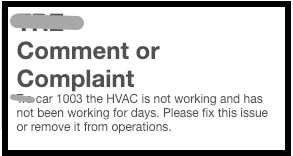 Comment or
Complaint
car 1003 the HVAC is not working and has
not been working for days. Please fix this issue
or remove it from operations.